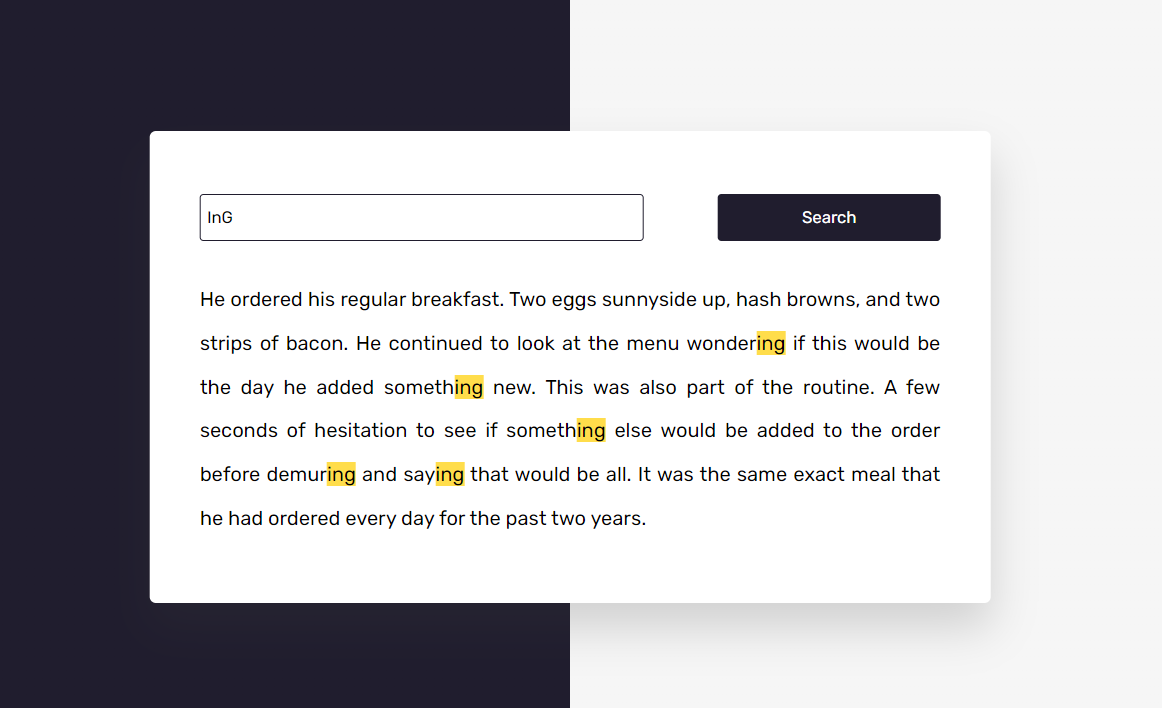 InG
Search
He ordered his regular breakfast. Two eggs sunnyside up, hash browns, and two
strips of bacon. He continued to look at the menu wondering if this would be
the day he added something new. This was also part of the routine. A few
seconds of hesitation to see if something else would be added to the order
before demuring and saying that would be all. It was the same exact meal that
he had ordered every day for the past two years.